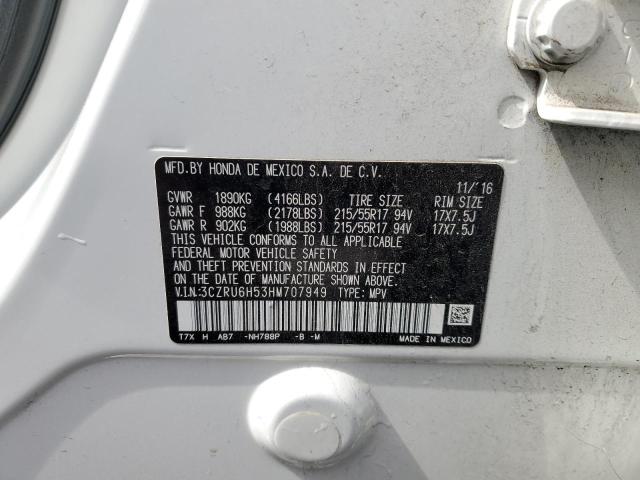 MFD.BY HONDA DE MEXICO S.A. DE C.V.
11/'16
GVWR 1890KG (4166LBS) TIRE SIZE RIM SIZE
GAWR F 988KG (2178LBS) 215/55R17 94V 17X7.5J
GAWR R 902KG (1988LBS) 215/55R17 94V 17X7.5J
THIS VEHICLE CONFORMS TO ALL APPLICABLE
FEDERAL MOTOR VEHICLE SAFETY
AND THEFT PREVENTION STANDARDS IN EFFECT
ON THE DATE OF MANUFACTURE SHOWN ABOVE.
V.I.N:3CZRU6H53HM707949 TYPE: MPV
T7X H AB7 -NH788P -B -M
MADE IN MEXICO